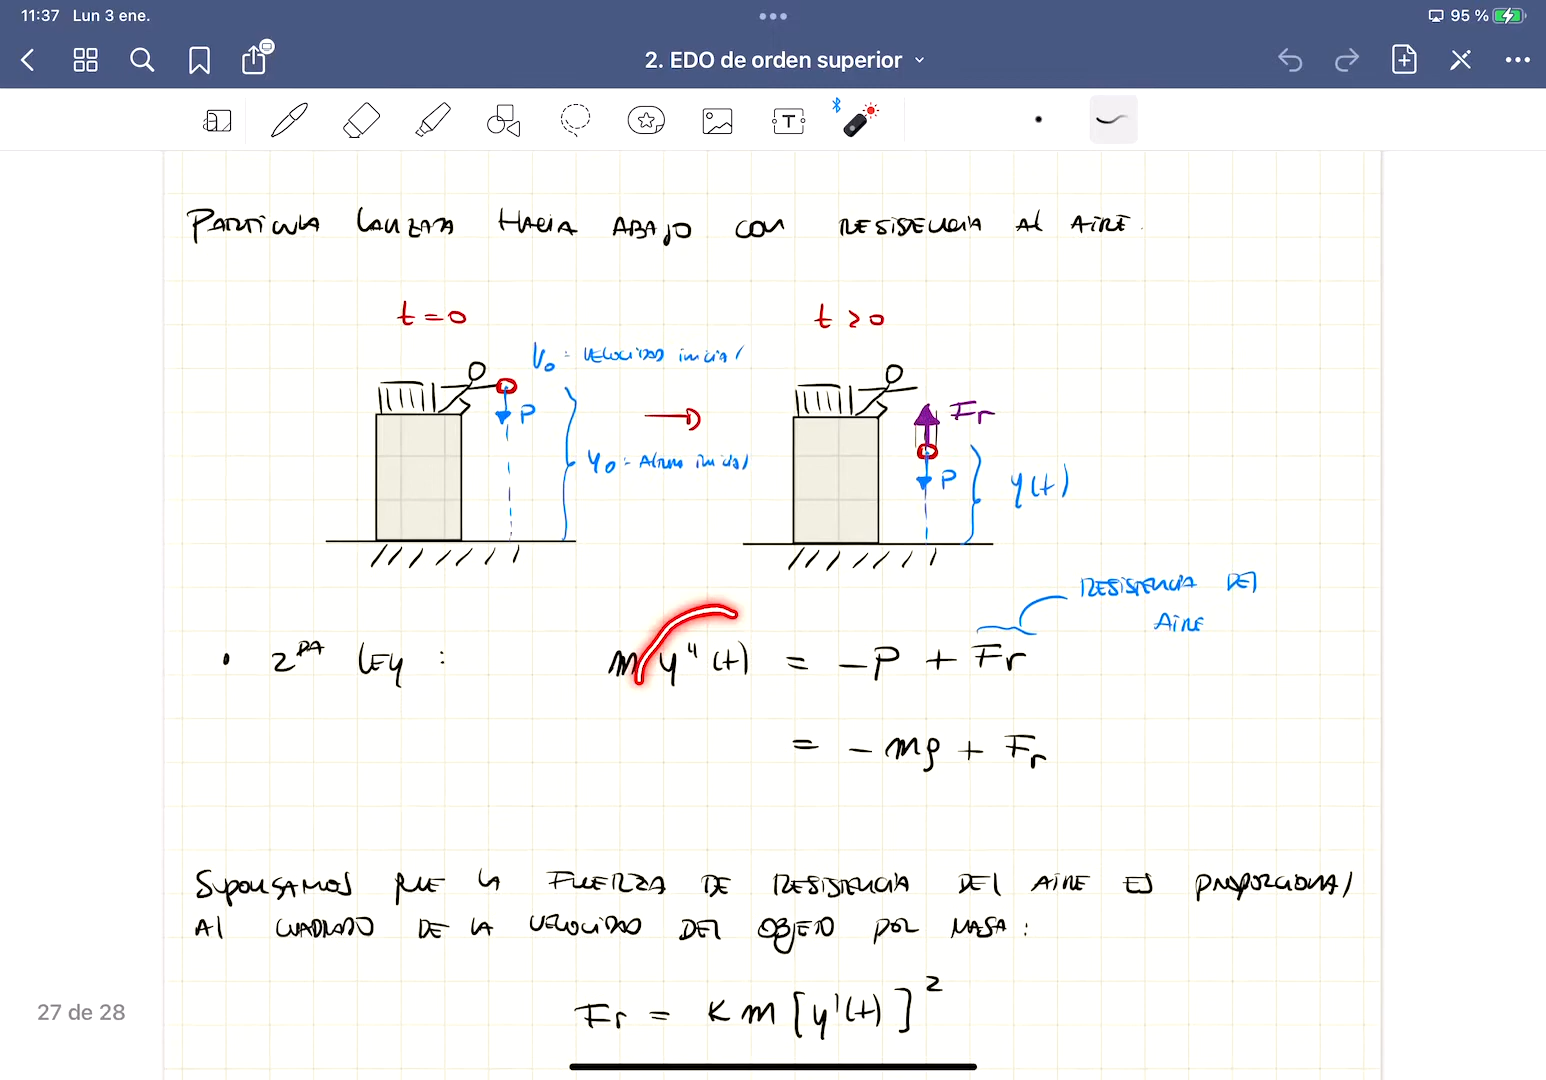 11:37 Lun 3 ene.
95 %
2. EDO de orden superior
PARTÍCULA LANZADA HACIA ABAJO CON RESISTENCIA AL AIRE.
t = 0
t ≥ 0
V₀ = VELOCIDAD INICIAL
P
Fr
y₀ = ALTURA INICIAL
P
y(t)
RESISTENCIA DEL
AIRE
• 2DA LEY : m y''(t) = -P + Fr
= -mg + Fr
SUPONGAMOS QUE LA FUERZA DE RESISTENCIA DEL AIRE ES PROPORCIONAL
AL CUADRADO DE LA VELOCIDAD DEL OBJETO POR MASA :
Fr = K m [y'(t)]²
27 de 28